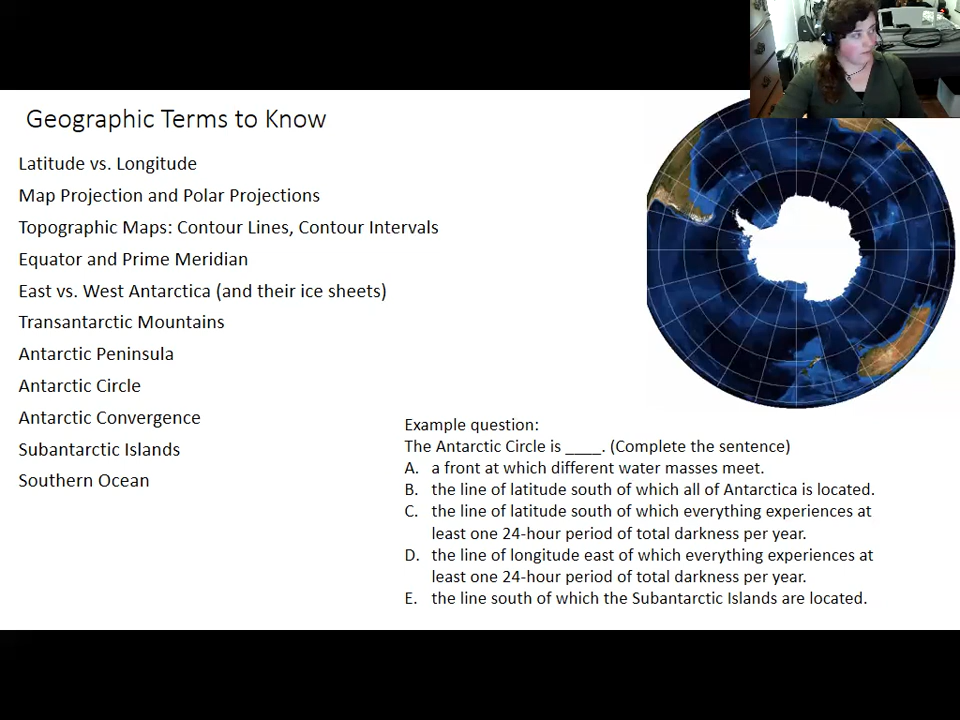 Geographic Terms to Know
Latitude vs. Longitude
Map Projection and Polar Projections
Topographic Maps: Contour Lines, Contour Intervals
Equator and Prime Meridian
East vs. West Antarctica (and their ice sheets)
Transantarctic Mountains
Antarctic Peninsula
Antarctic Circle
Antarctic Convergence
Subantarctic Islands
Southern Ocean
Example question:
The Antarctic Circle is ____. (Complete the sentence)
A. a front at which different water masses meet.
B. the line of latitude south of which all of Antarctica is located.
C. the line of latitude south of which everything experiences at
least one 24-hour period of total darkness per year.
D. the line of longitude east of which everything experiences at
least one 24-hour period of total darkness per year.
E. the line south of which the Subantarctic Islands are located.